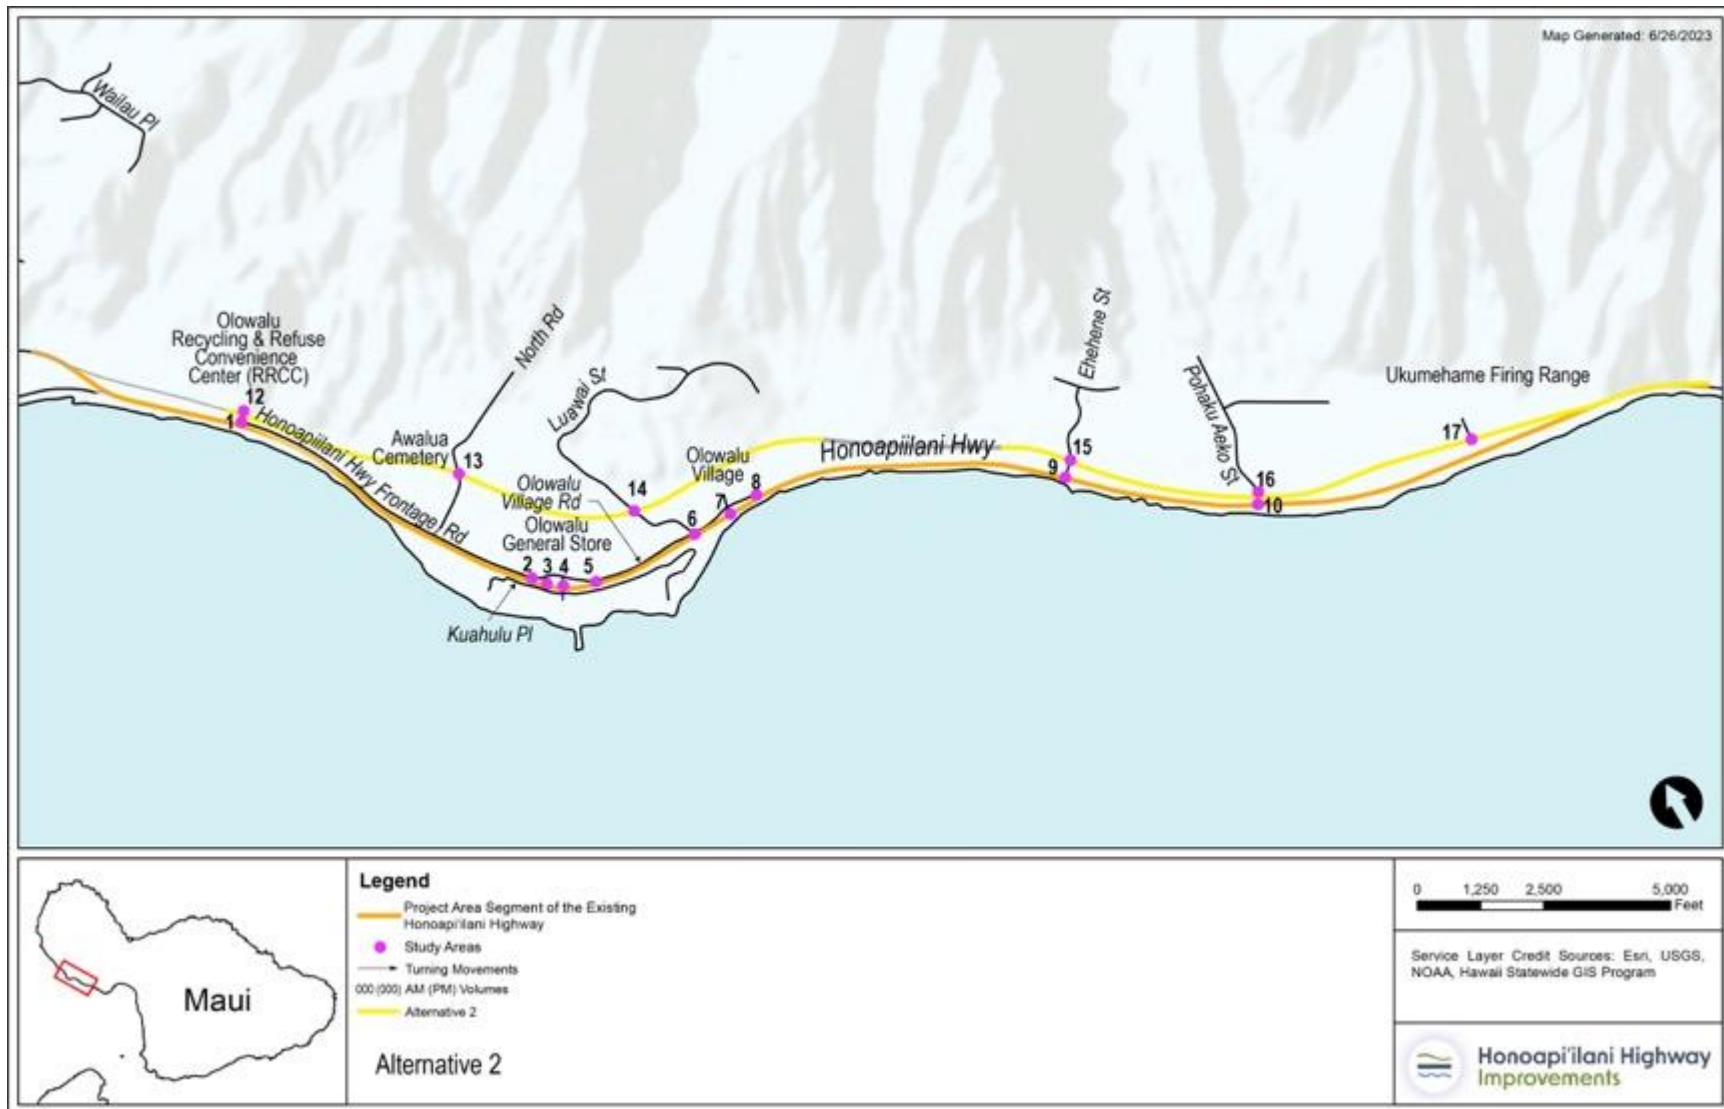 Map Generated: 6/26/2023
Wailau Pl
Olowalu
Recycling & Refuse
Convenience
Center (RRCC)
12
1
Honoapiilani Hwy Frontage Rd
North Rd
Awalua
Cemetery
13
Luawai St
14
Olowalu
Village Rd
Olowalu
General Store
2
3
4
5
Kuahulu Pl
Olowalu
Village
6
7
8
Honoapiilani Hwy
Ehehene St
15
9
Pohaku Aeko St
16
10
Ukumehame Firing Range
17
Maui
Legend
Project Area Segment of the Existing
Honoapi'ilani Highway
Study Areas
Turning Movements
000 (000) AM (PM) Volumes
Alternative 2
Alternative 2
0 1,250 2,500 5,000
Feet
Service Layer Credit Sources: Esri, USGS,
NOAA, Hawaii Statewide GIS Program
Honoapi'ilani Highway
Improvements